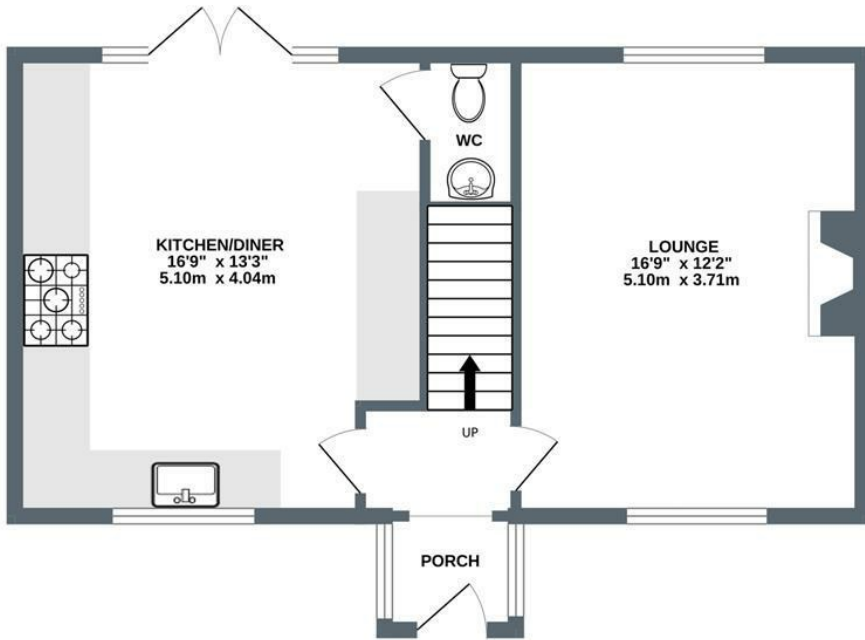 WC
KITCHEN/DINER
16'9" x 13'3"
5.10m x 4.04m
LOUNGE
16'9" x 12'2"
5.10m x 3.71m
UP
PORCH